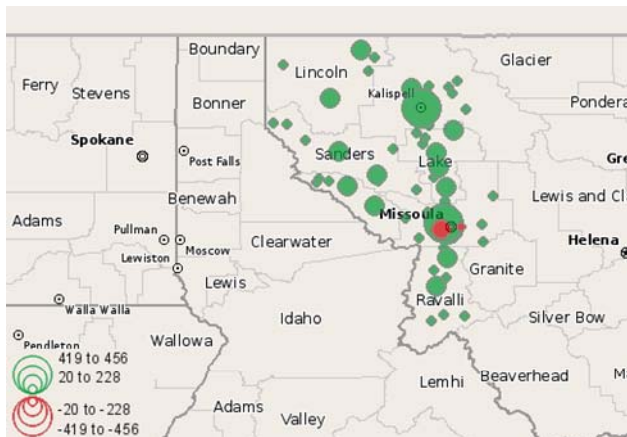 Boundary
Lincoln
Glacier
Ferry
Stevens
Bonner
Kalispell
Pondera
Spokane
Post Falls
Sanders
Lake
Gre
Benewah
Lewis and Cl
Adams
Missoula
Pullman
Moscow
Clearwater
Helena
Lewiston
Granite
Lewis
Walla Walla
Ravalli
Idaho
Silver Bow
Pendleton
Wallowa
419 to 456
20 to 228
Lemhi
Beaverhead
Ma
-20 to -228
-419 to -456
Adams
Valley